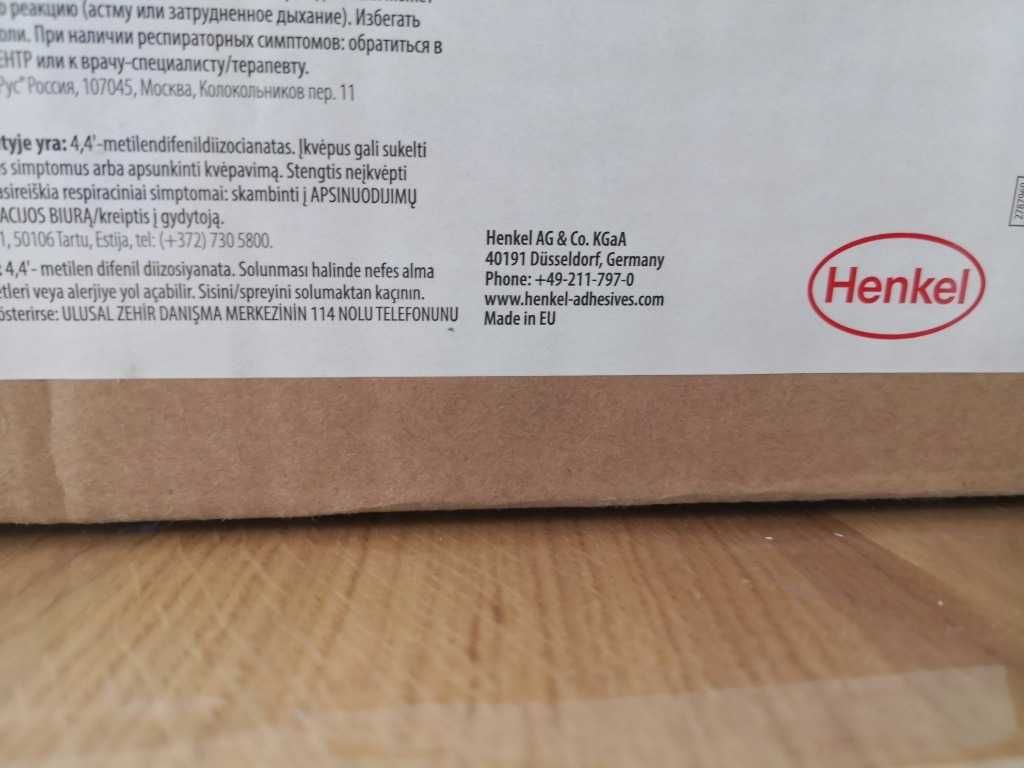 реакцию (астму или затрудненное дыхание). Избегать
При наличии респираторных симптомов: обратиться в
или к врачу-специалисту/терапевту.
Рус" Россия, 107045, Москва, Колокольников пер. 11
tyje yra: 4,4'-metilendifenildiizocianatas. Įkvėpus gali sukelti
s simptomus arba apsunkinti kvėpavimą. Stengtis neįkvėpti
asireiškia respiraciniai simptomai: skambinti į APSINUODIJIMŲ
ACIJOS BIURĄ/kreiptis į gydytoją.
1, 50106 Tartu, Estija, tel: (+372) 730 5800.
: 4,4'- metilen difenil diizosiyanata. Solunması halinde nefes alma
etleri veya alerjiye yol açabilir. Sisini/spreyini solumaktan kaçının.
österirse: ULUSAL ZEHİR DANIŞMA MERKEZİNİN 114 NOLU TELEFONUNU
Henkel AG & Co. KGaA
40191 Düsseldorf, Germany
Phone: +49-211-797-0
www.henkel-adhesives.com
Made in EU
Henkel